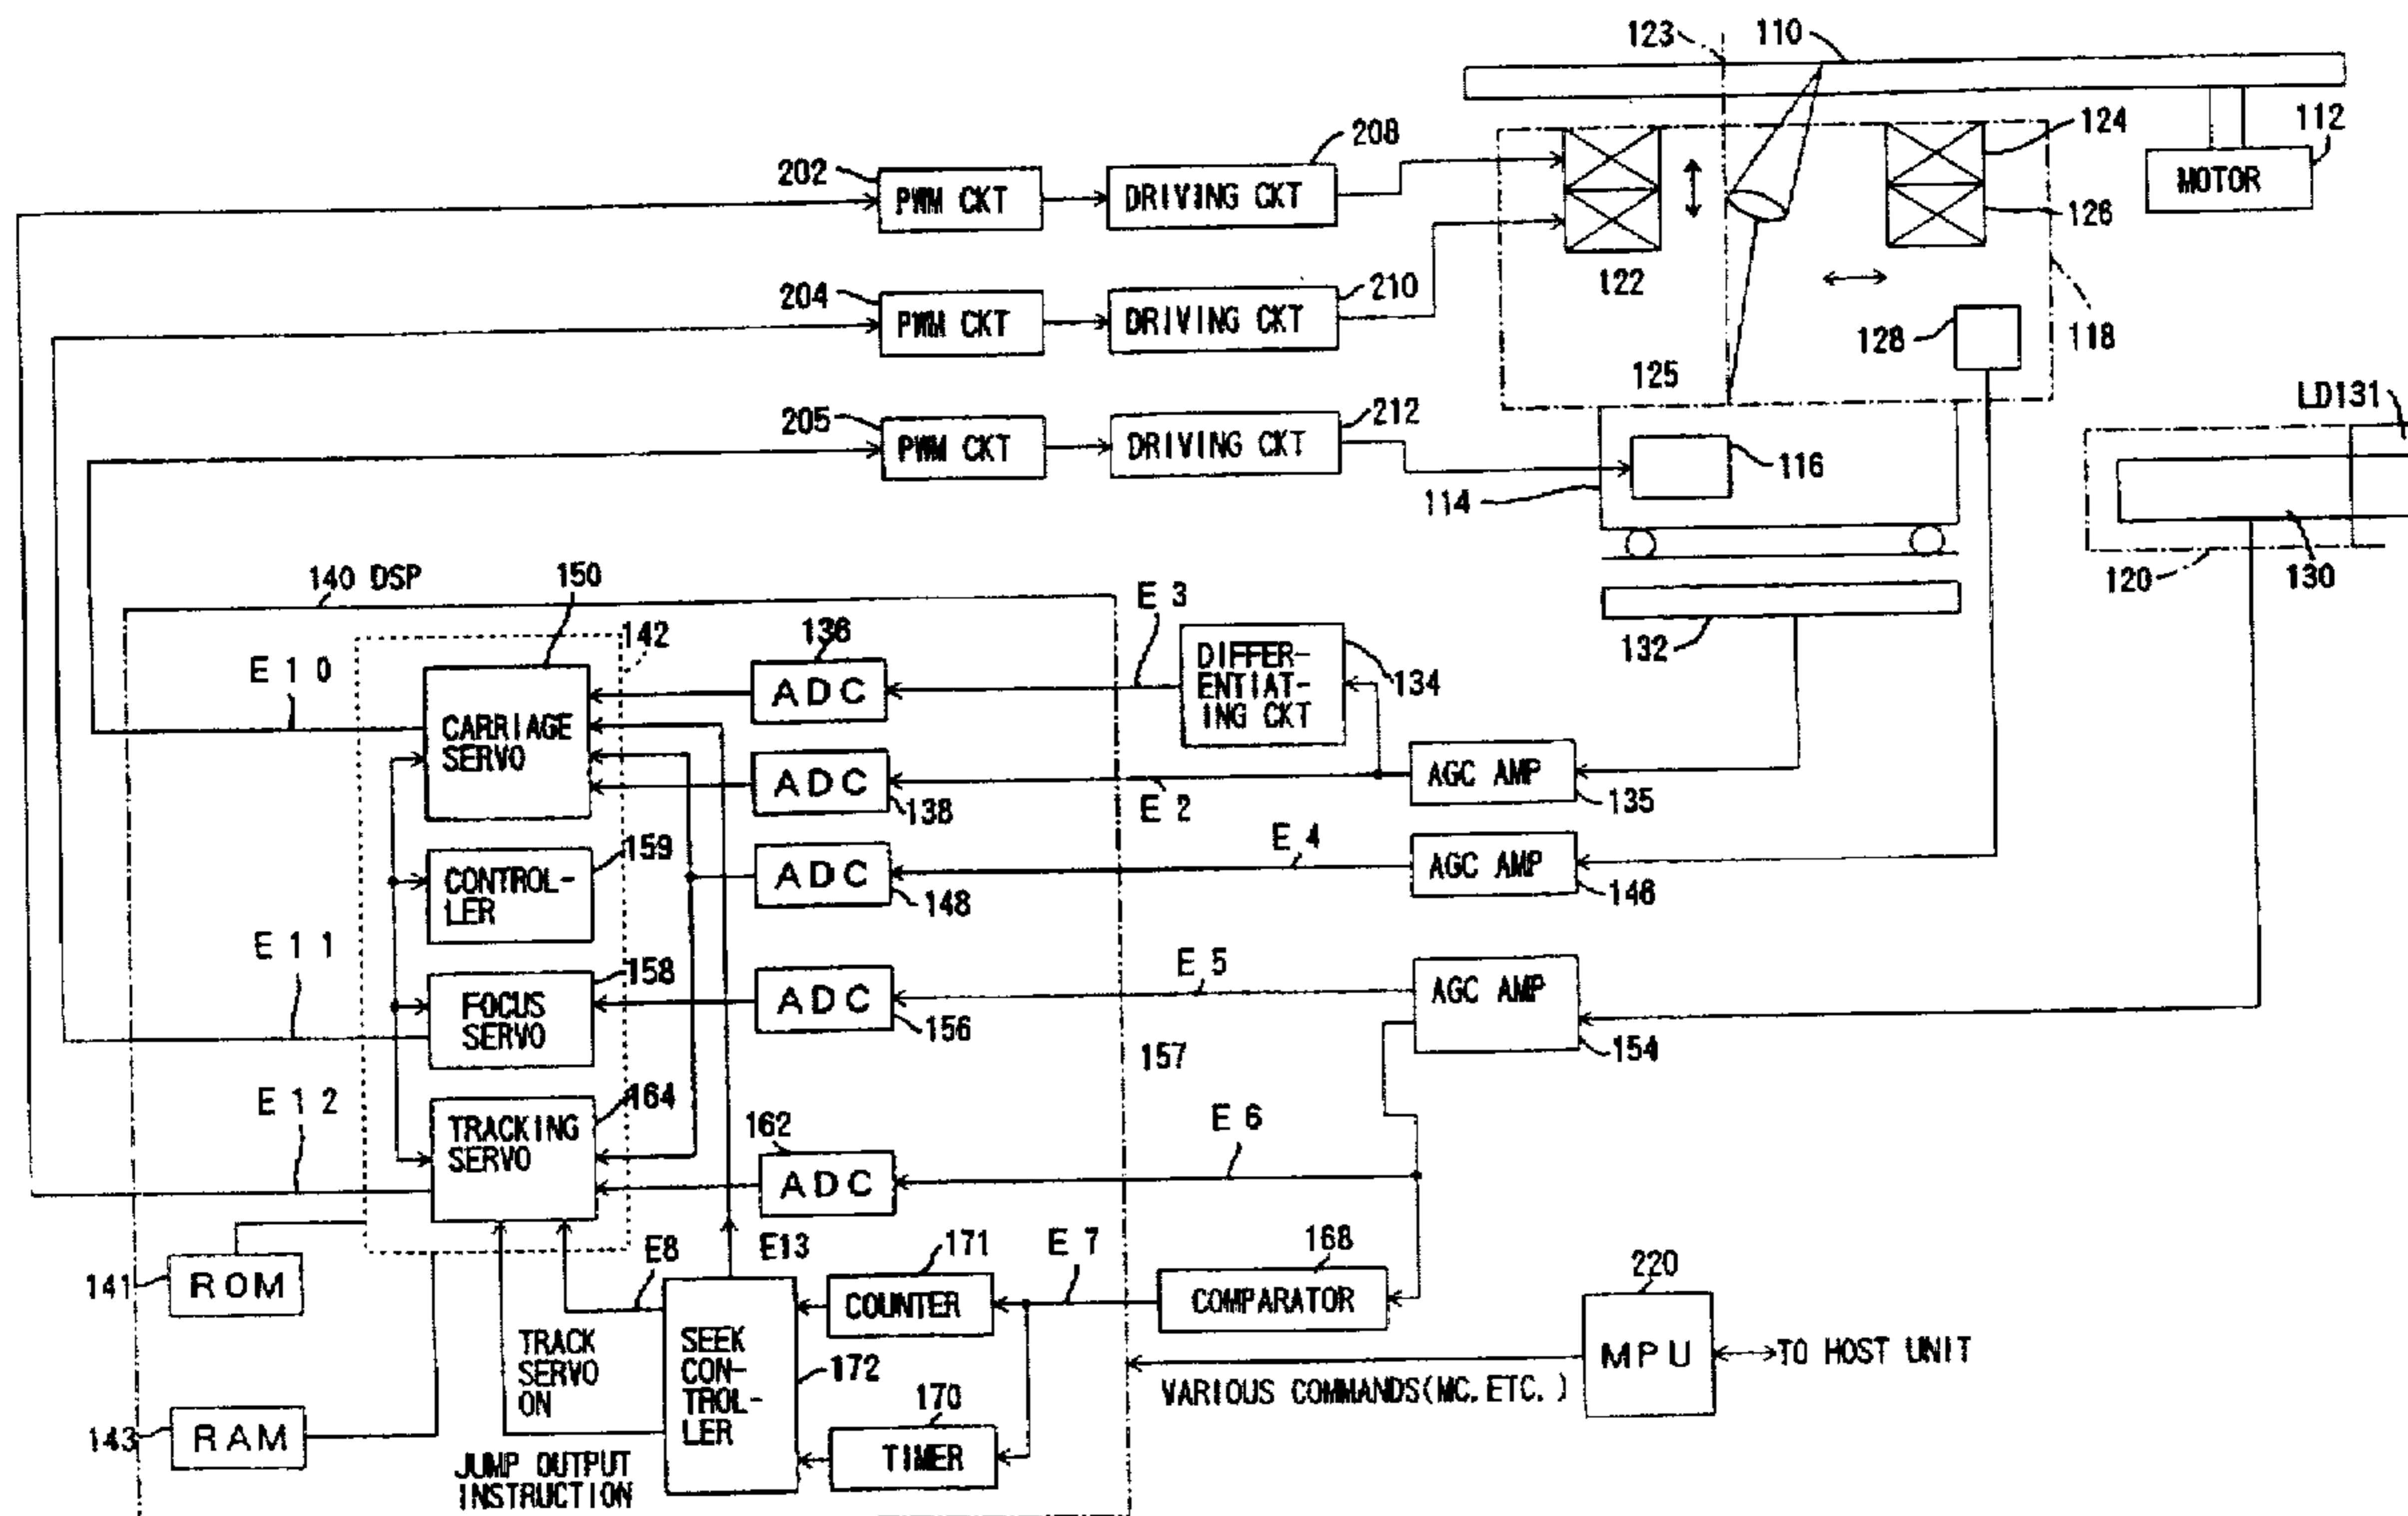 123
110
208
124
112
202
PWM CKT
DRIVING CKT
MOTOR
126
122
204
210
PWM CKT
DRIVING CKT
128
118
125
LD131
205
212
PWM CKT
DRIVING CKT
116
114
120
130
140 DSP
150
142
136
E 3
132
E 1 0
ADC
DIFFER-
ENTIAT-
ING CKT
134
CARRIAGE
SERVO
ADC
138
E 2
AGC AMP
135
159
E 4
CONTROL-
LER
ADC
148
AGC AMP
146
E 1 1
158
E 5
FOCUS
SERVO
ADC
156
AGC AMP
154
157
E 1 2
164
162
E 6
TRACKING
SERVO
ADC
E8
E13
171
E 7
168
220
141
ROM
COUNTER
COMPARATOR
TRACK
SERVO
ON
SEEK
CON-
TROL-
LER
172
MPU
TO HOST UNIT
VARIOUS COMMANDS(MC.ETC.)
170
143
RAM
TIMER
JUMP OUTPUT
INSTRUCTION